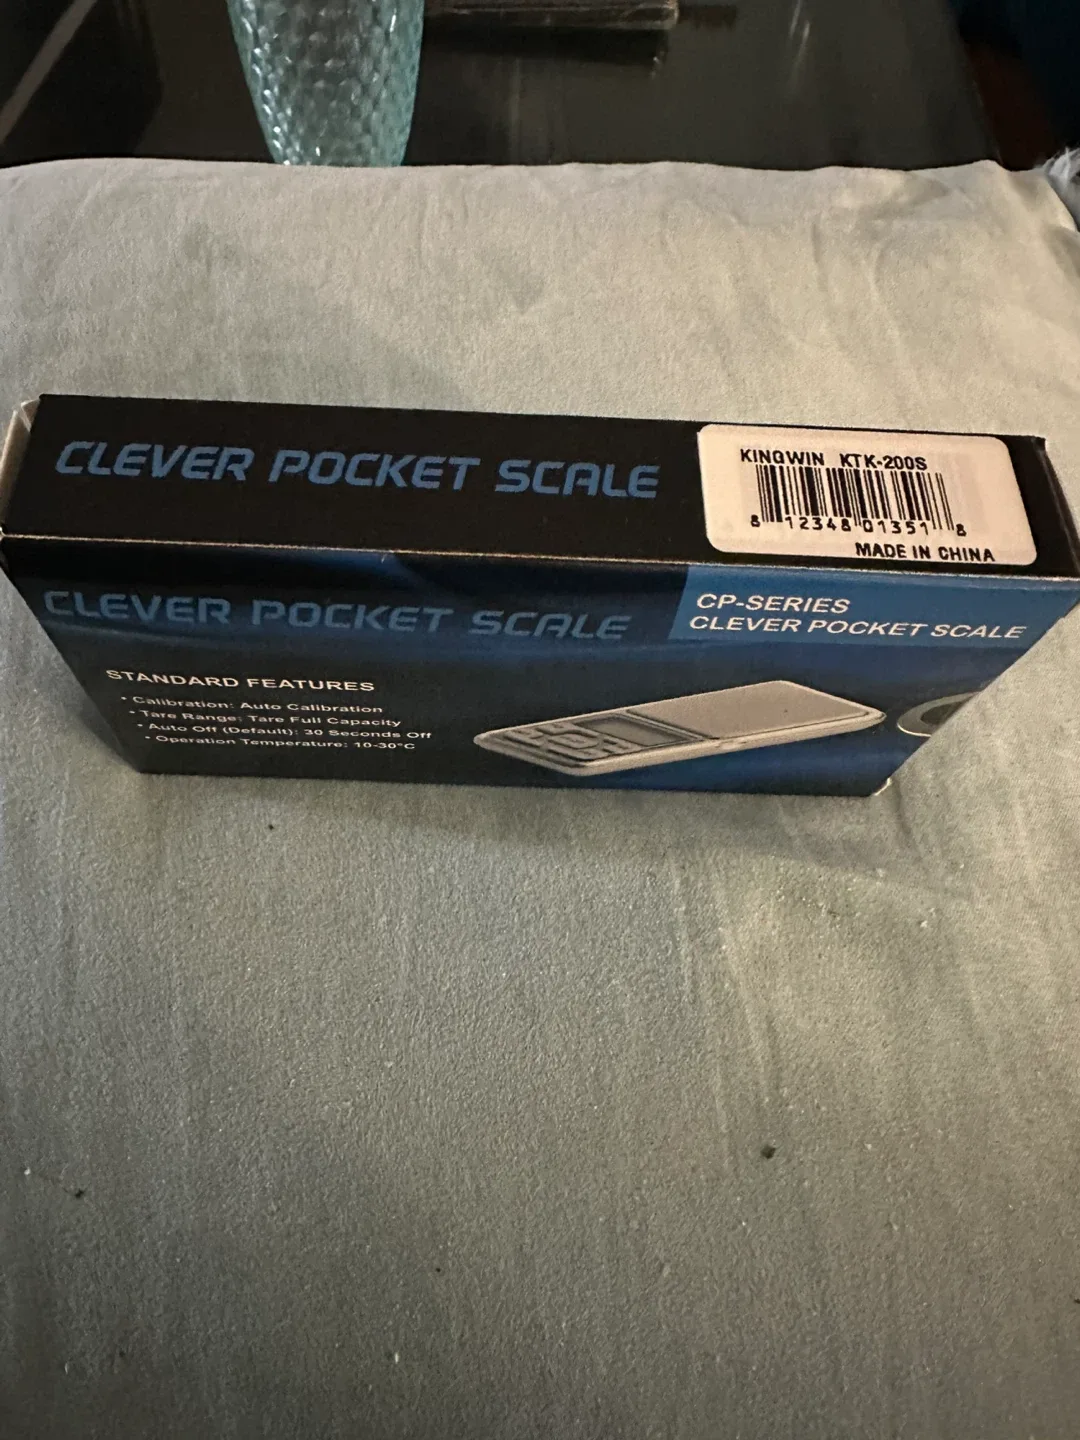 CLEVER POCKET SCALE
KINGWIN KTK-200S
8 12348 01351 8
MADE IN CHINA
CLEVER POCKET SCALE
CP-SERIES
CLEVER POCKET SCALE
STANDARD FEATURES
• Calibration: Auto Calibration
• Tare Range: Tare Full Capacity
• Auto Off (Default): 30 Seconds Off
• Operation Temperature: 10-30°C